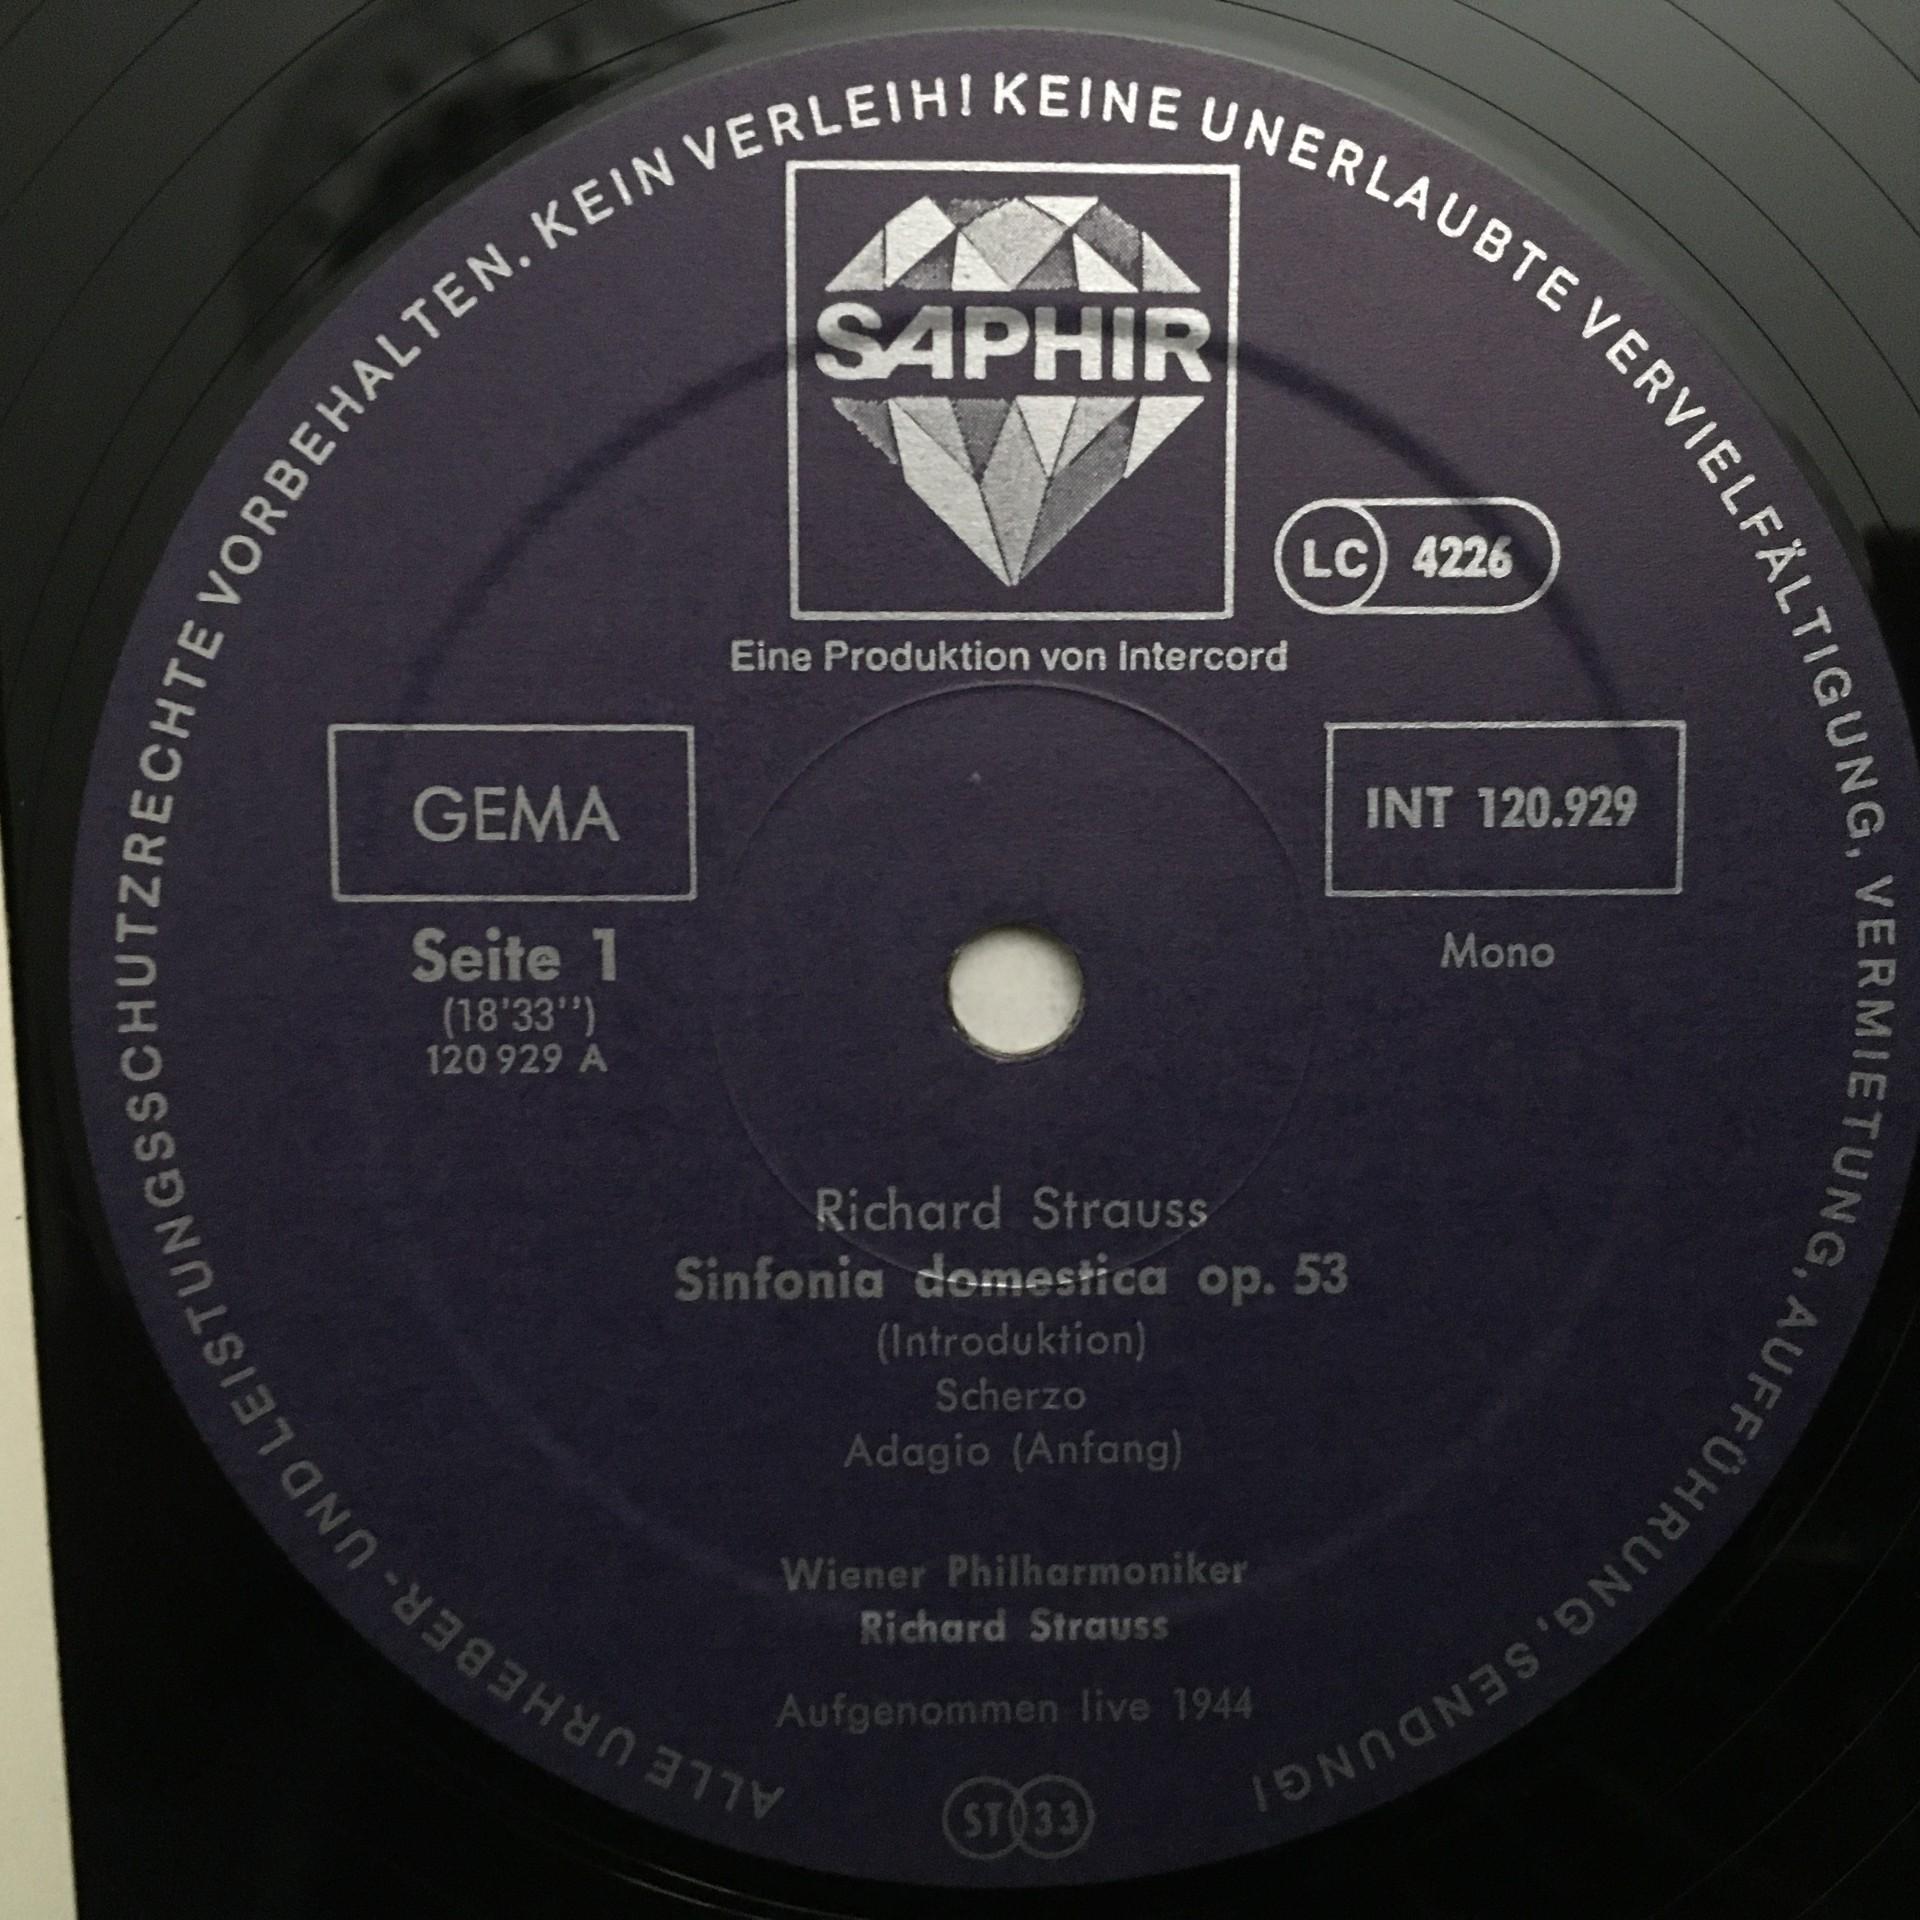 ALLE URHEBER- UND LEISTUNGSSCHUTZRECHTE VORBEHALTEN. KEIN VERLEIH! KEINE UNERLAUBTE VERVIELFÄLTIGUNG, VERMIETUNG, AUFFÜHRUNG, SENDUNG!
SAPHIR
LC 4226
Eine Produktion von Intercord
GEMA
INT 120.929
Seite 1
Mono
(18'33'')
120 929 A
Richard Strauss
Sinfonia domestica op. 53
(Introduktion)
Scherzo
Adagio (Anfang)
Wiener Philharmoniker
Richard Strauss
Aufgenommen live 1944
ST 33